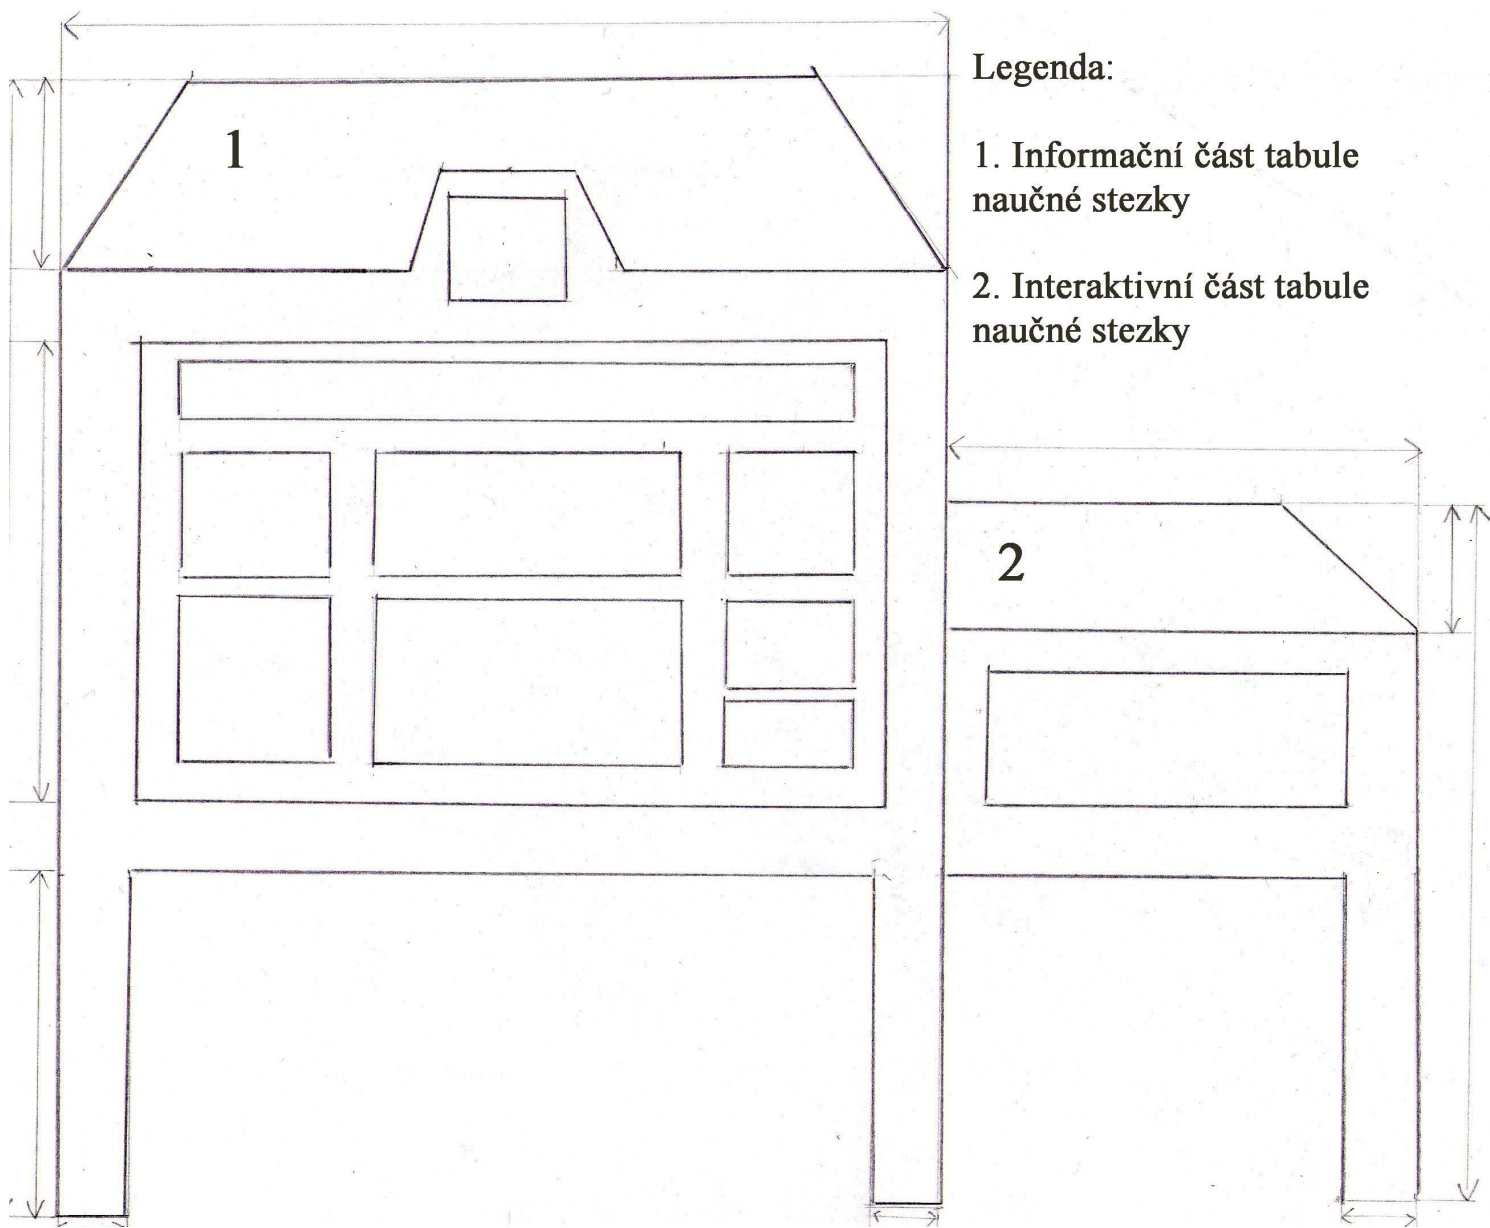 Legenda:
1
1. Informační část tabule
naučné stezky
2. Interaktivní část tabule
naučné stezky
2